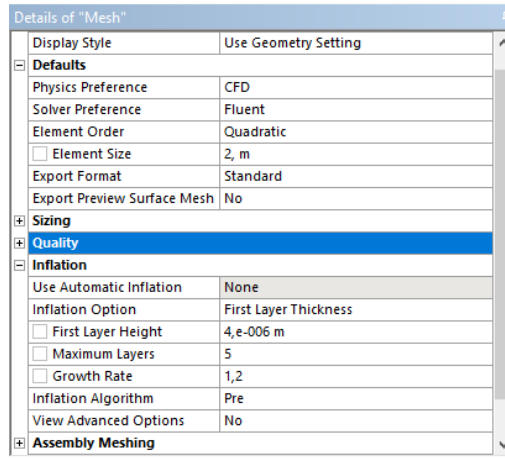 Details of "Mesh"
Display Style Use Geometry Setting
Defaults
Physics Preference CFD
Solver Preference Fluent
Element Order Quadratic
Element Size 2, m
Export Format Standard
Export Preview Surface Mesh No
Sizing
Quality
Inflation
Use Automatic Inflation None
Inflation Option First Layer Thickness
First Layer Height 4,e-006 m
Maximum Layers 5
Growth Rate 1,2
Inflation Algorithm Pre
View Advanced Options No
Assembly Meshing